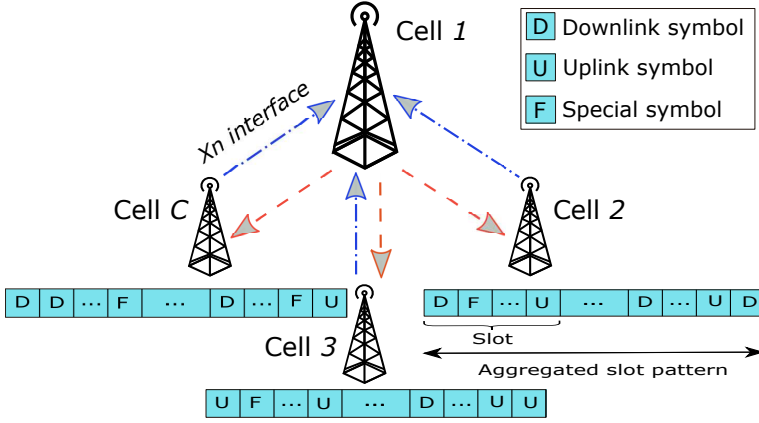 Cell 1
D Downlink symbol
U Uplink symbol
F Special symbol
Xn interface
Cell C
Cell 2
D D ... F ... D ... F U
D F ... U ... D ... U D
Slot
Cell 3
Aggregated slot pattern
U F ... U ... D ... U U